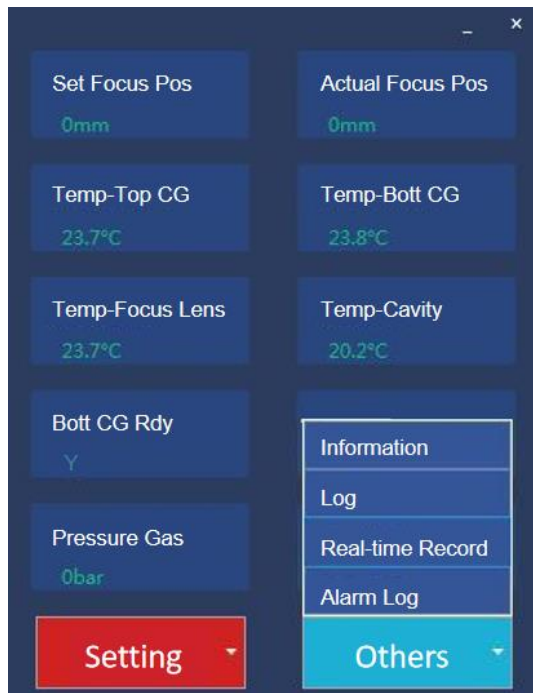 Set Focus Pos
0mm
Actual Focus Pos
0mm
Temp-Top CG
23.7°C
Temp-Bott CG
23.8°C
Temp-Focus Lens
23.7°C
Temp-Cavity
20.2°C
Bott CG Rdy
Y
Pressure Gas
0bar
Information
Log
Real-time Record
Alarm Log
Setting
Others